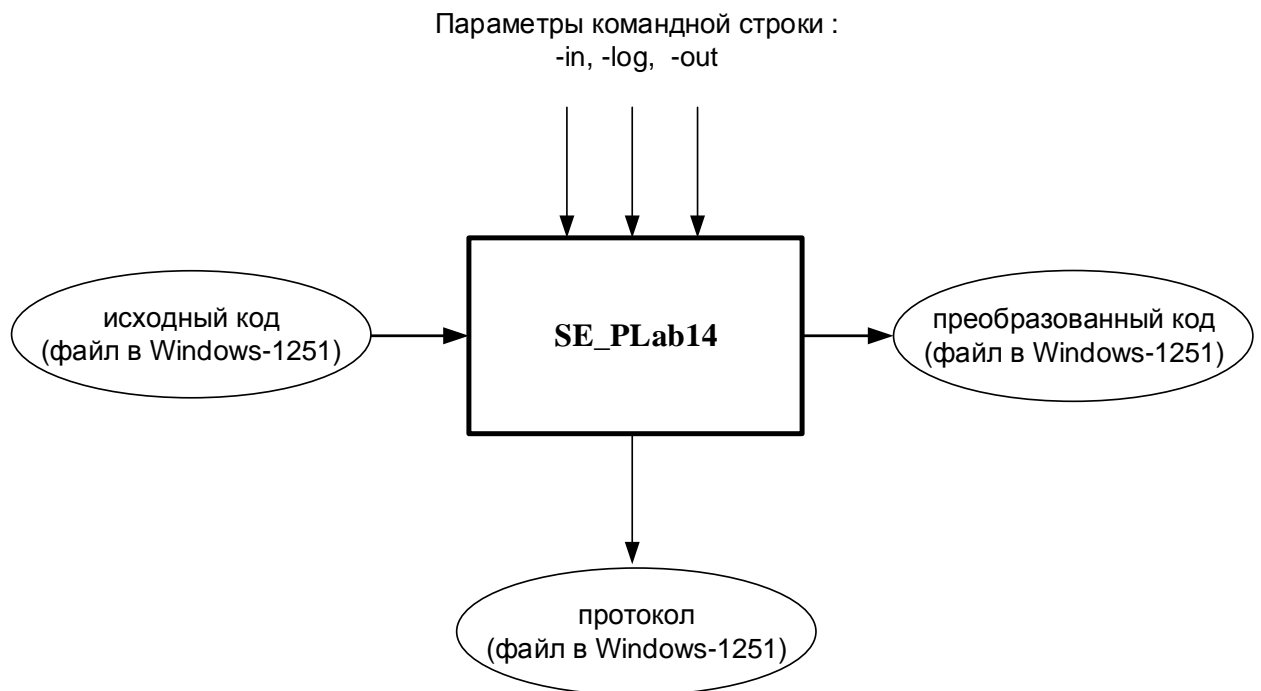 Параметры командной строки :
-in, -log, -out
исходный код
(файл в Windows-1251)
SE_PLab14
преобразованный код
(файл в Windows-1251)
протокол
(файл в Windows-1251)